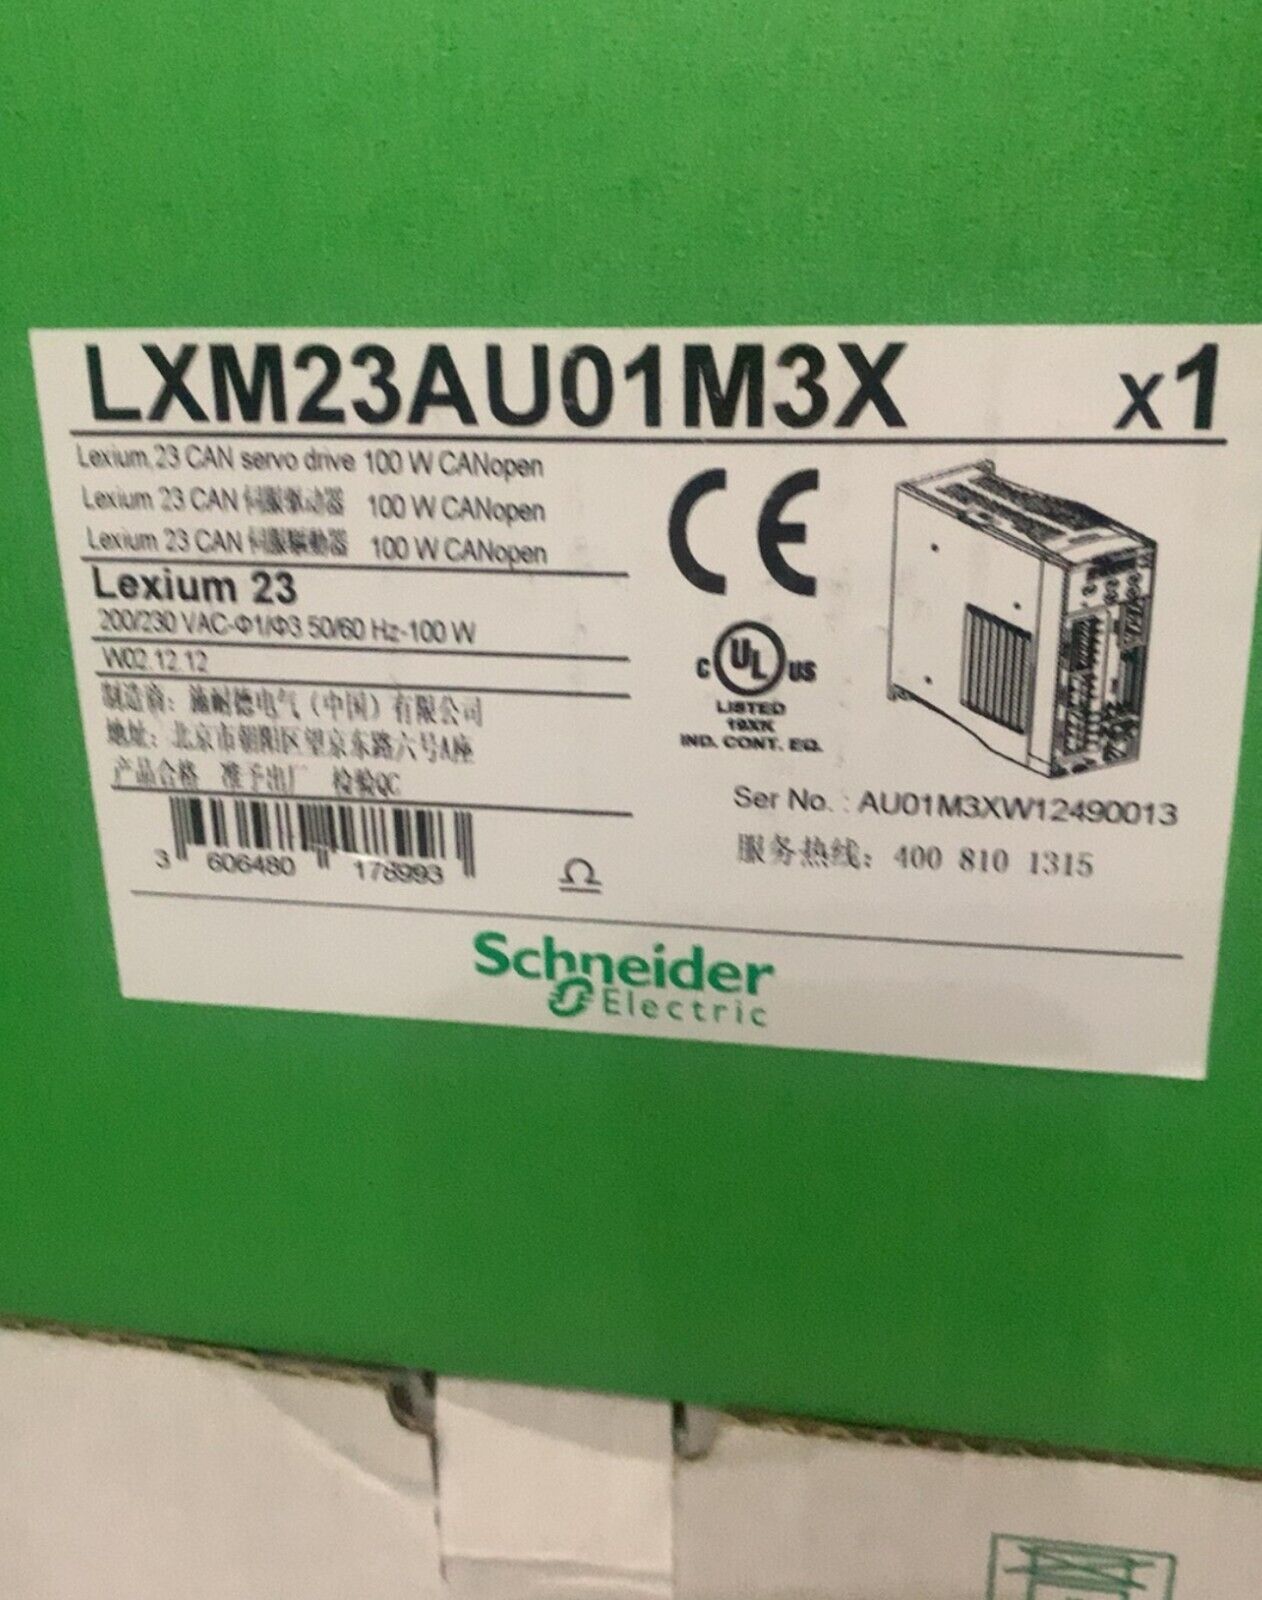 LXM23AU01M3X x1
Lexium 23 CAN servo drive 100 W CANopen
Lexium 23 CAN 伺服驱动器 100 W CANopen
Lexium 23 CAN 伺服驅動器 100 W CANopen
Lexium 23
200/230 VAC-Φ1/Φ3 50/60 Hz-100 W
W02.12.12
制造商：施耐德电气（中国）有限公司
地址：北京市朝阳区望京东路六号A座
产品合格 准予出厂 检验QC
3 606480 178993
CE
C UL US
LISTED
19XK
IND. CONT. EQ.
Ser No. : AU01M3XW12490013
服务热线：400 810 1315
Schneider
Electric